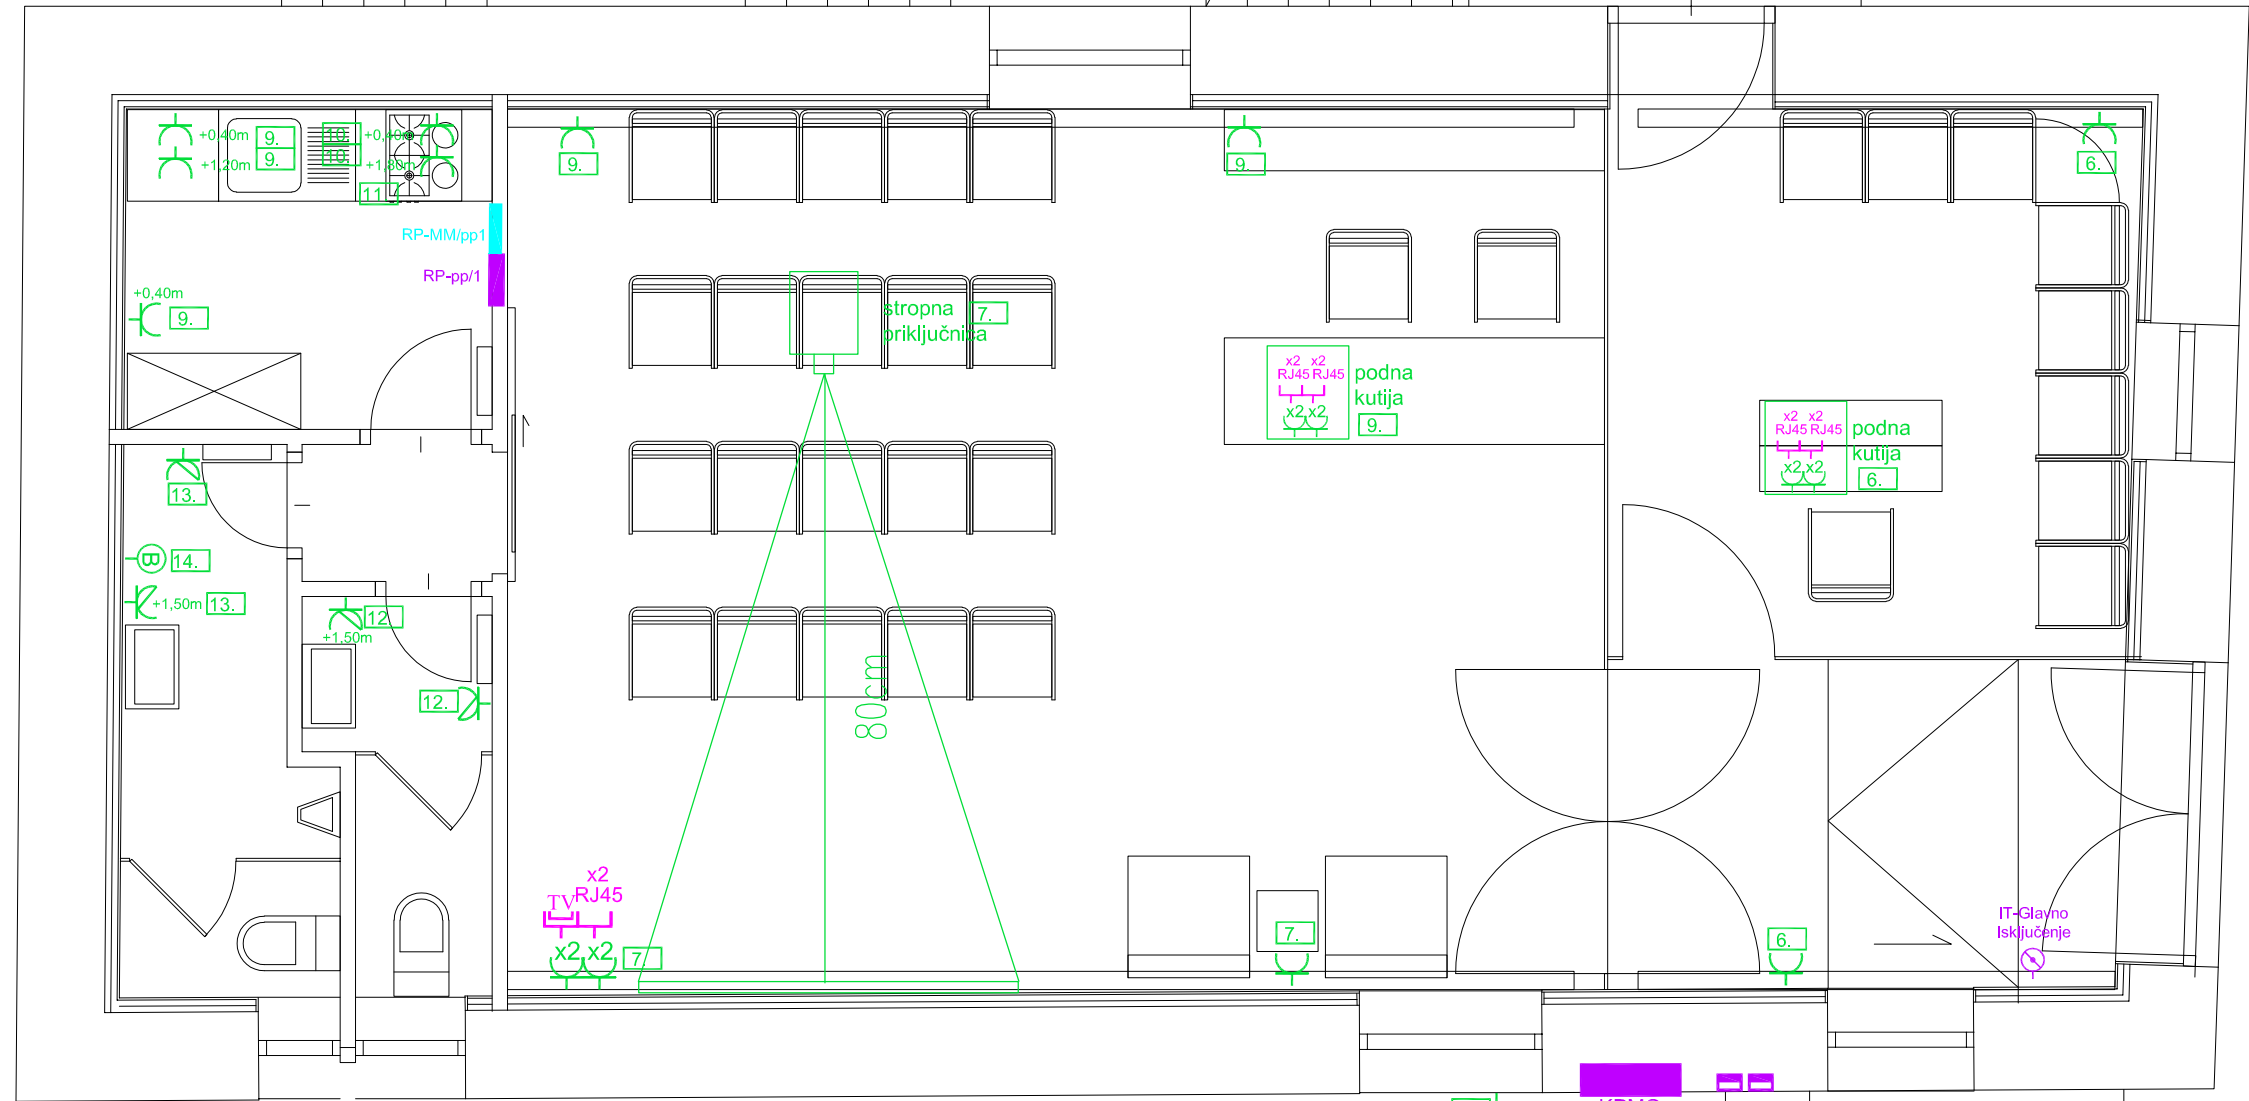 +0,40m
9.
10.
+0,40m
+1,20m
9.
10.
+1,80m
11.
9.
9.
6.
RP-MM/pp1
RP-pp/1
+0,40m
9.
stropna
priključnica
7.
x2 x2
RJ45 RJ45
x2 x2
podna
kutija
9.
x2 x2
RJ45 RJ45
x2 x2
podna
kutija
6.
13.
B
14.
+1,50m
13.
12.
+1,50m
12.
80cm
x2
RJ45
TV
x2 x2
7.
7.
6.
IT-Glavno
Isključenje